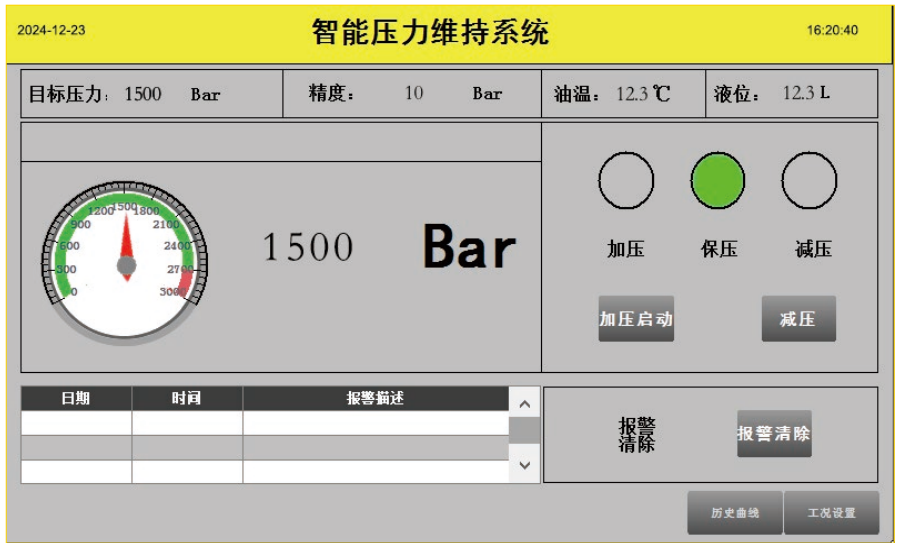 2024-12-23 智能压力维持系统 16:20:40
目标压力: 1500 Bar 精度: 10 Bar 油温: 12.3 ℃ 液位: 12.3 L
0
300
600
900
1200
1500
1800
2100
2400
2700
3000
1500 Bar
加压 保压 减压
加压启动 减压
日期 时间 报警描述
报警
清除
报警清除
历史曲线 工况设置